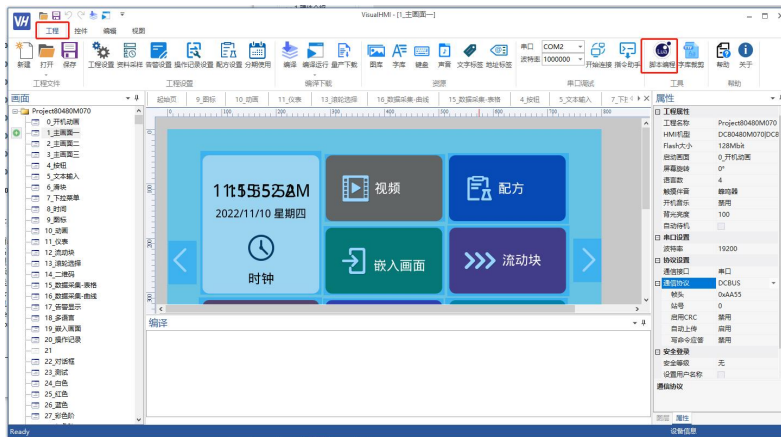 VisualHMI - [1_主画面一]
工程 控件 编辑 视图
串口 COM2
波特率 1000000
新建 打开 保存 工程设置 资料采样 告警设置 操作记录设置 配方设置 分期使用 编译 编译运行 量产下载 图库 字库 键盘 声音 文字标签 地址标签 开始连接 指令助手 脚本编程 字库裁剪 帮助 关于
工程文件 工程设置 编译下载 资源 串口调试 工具 帮助
画面
Project80480M070
0_开机动画
1_主画面一
2_主画面二
3_主画面三
4_按钮
5_文本输入
6_滑块
7_下拉菜单
8_时间
9_图标
10_动画
11_仪表
12_流动块
13_滚轮选择
14_二维码
15_数据采集-表格
16_数据采集-曲线
17_告警显示
18_多语言
19_嵌入画面
20_操作记录
21
22_对话框
23_测试
24_白色
25_红色
26_蓝色
27_彩色阶
起始页 9_图标 10_动画 11_仪表 13_滚轮选择 16_数据采集-曲线 15_数据采集-表格 4_按钮 5_文本输入
2022/11/10 星期四
时钟
视频
配方
嵌入画面
流动块
编译
属性
工程属性
工程名称 Project80480M070
HMI机型 DC80480M070|DC8
Flash大小 128Mbit
启动画面 0_开机动画
屏幕旋转 0°
语言数 4
触摸伴音 蜂鸣器
开机音乐 禁用
背光亮度 100
自动待机
串口设置
波特率 19200
协议设置
通信接口 串口
通信协议 DCBUS
帧头 0xAA55
站号 0
启用CRC 禁用
自动上传 启用
写命令应答 禁用
安全登录
安全等级 无
设置用户名称
通信协议
图层 属性
Ready
设备信息